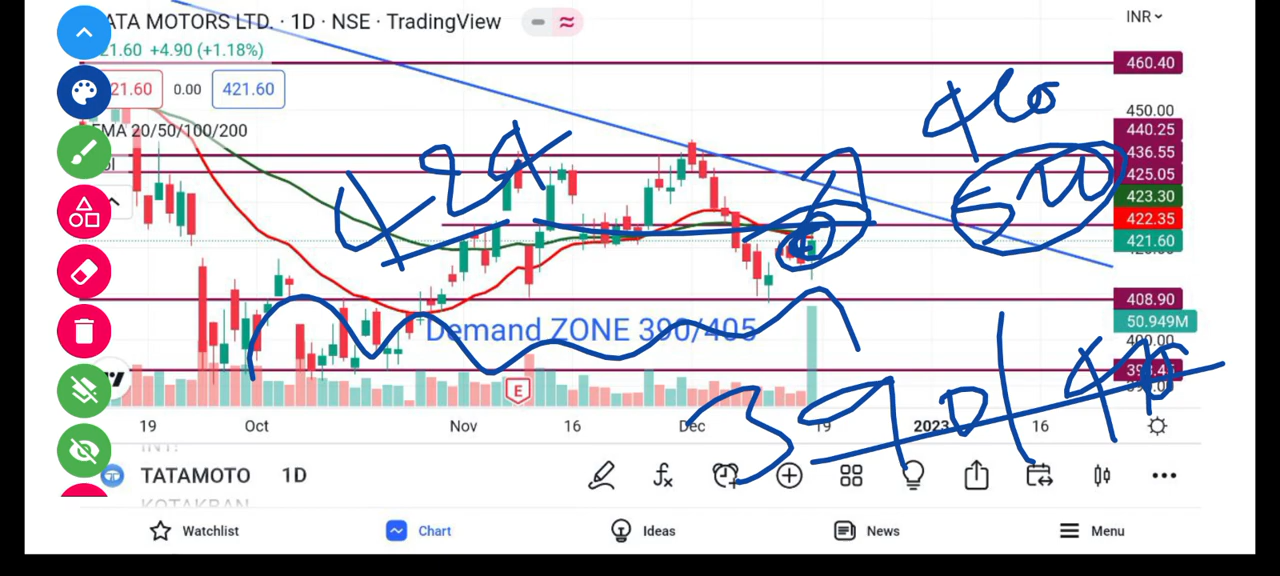 ATA MOTORS LTD. · 1D · NSE · TradingView
INR
21.60 +4.90 (+1.18%)
21.60 0.00 421.60
EMA 20/50/100/200
460.40
450.00
440.25
436.55
425.05
423.30
422.35
421.60
408.90
50.949M
400.00
424
460
500
Demand ZONE 390/405
390/
E
19 Oct Nov 16 Dec 19 2023 16
TATAMOTO 1D
KOTAKBAN
Watchlist Chart Ideas News Menu